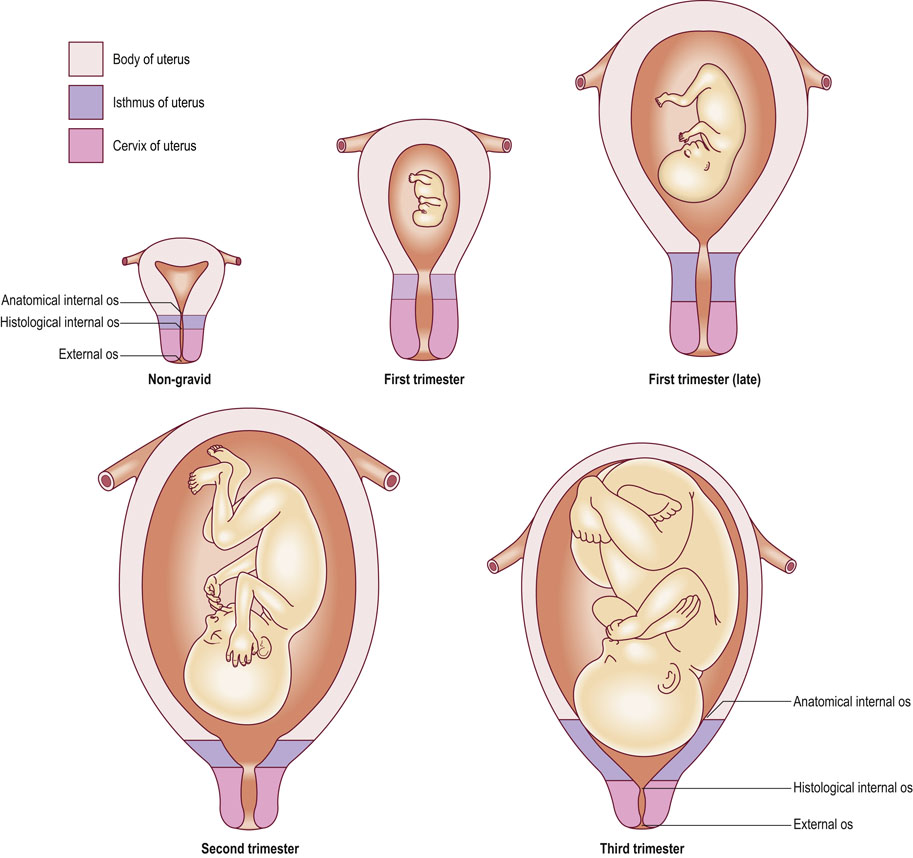 Body of uterus
Isthmus of uterus
Cervix of uterus
Anatomical internal os
Histological internal os
External os
Non-gravid
First trimester
First trimester (late)
Anatomical internal os
Histological internal os
External os
Second trimester
Third trimester